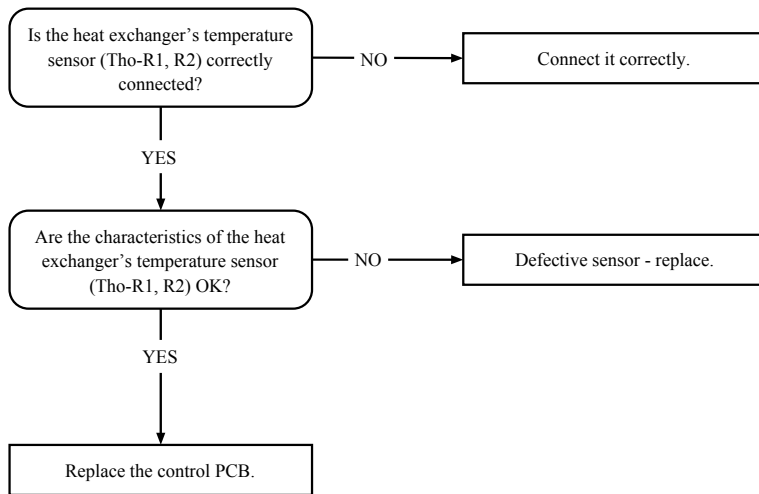 Is the heat exchanger’s temperature
sensor (Tho-R1, R2) correctly
connected?
NO
Connect it correctly.
YES
Are the characteristics of the heat
exchanger’s temperature sensor
(Tho-R1, R2) OK?
NO
Defective sensor - replace.
YES
Replace the control PCB.